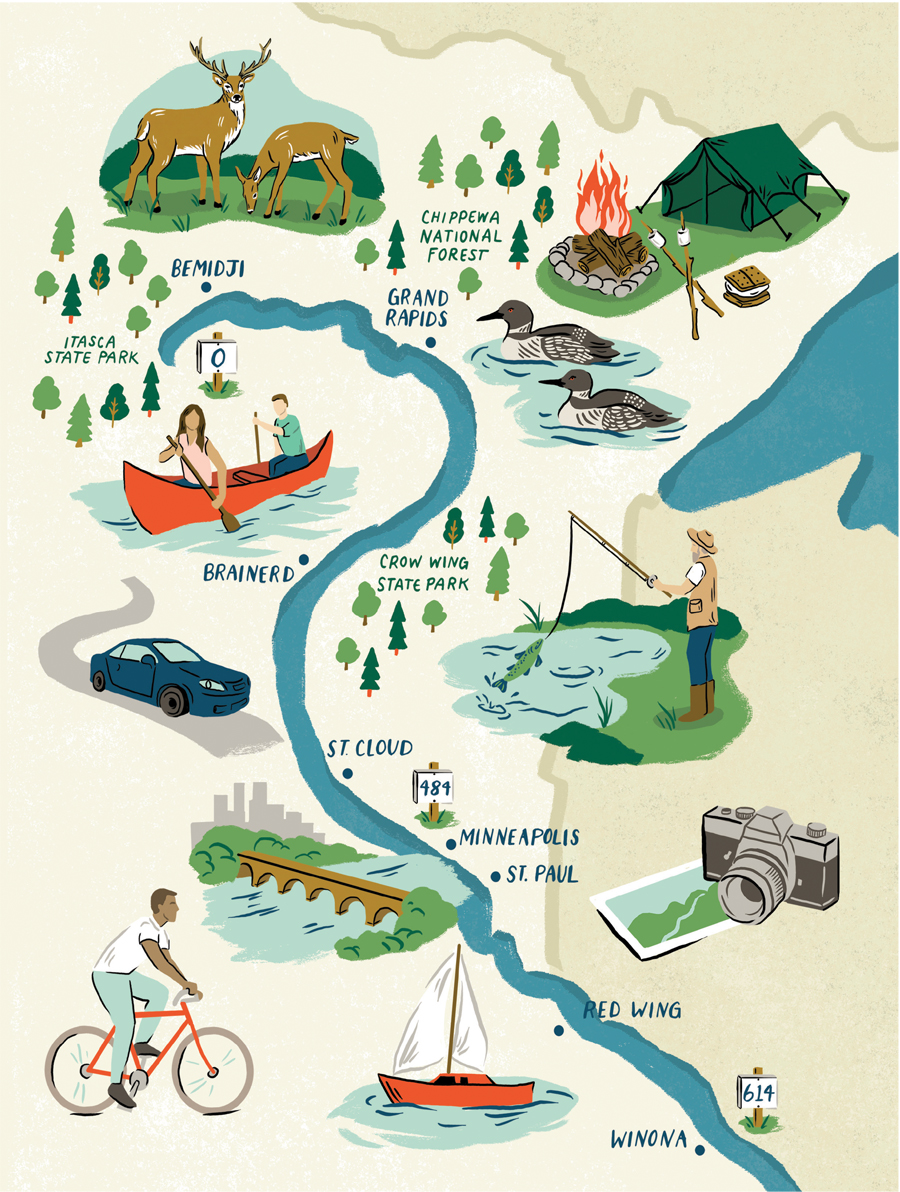 CHIPPEWA
NATIONAL
FOREST
BEMIDJI
GRAND
RAPIDS
ITASCA
STATE PARK
0
BRAINERD
CROW WING
STATE PARK
ST. CLOUD
484
MINNEAPOLIS
ST. PAUL
RED WING
614
WINONA